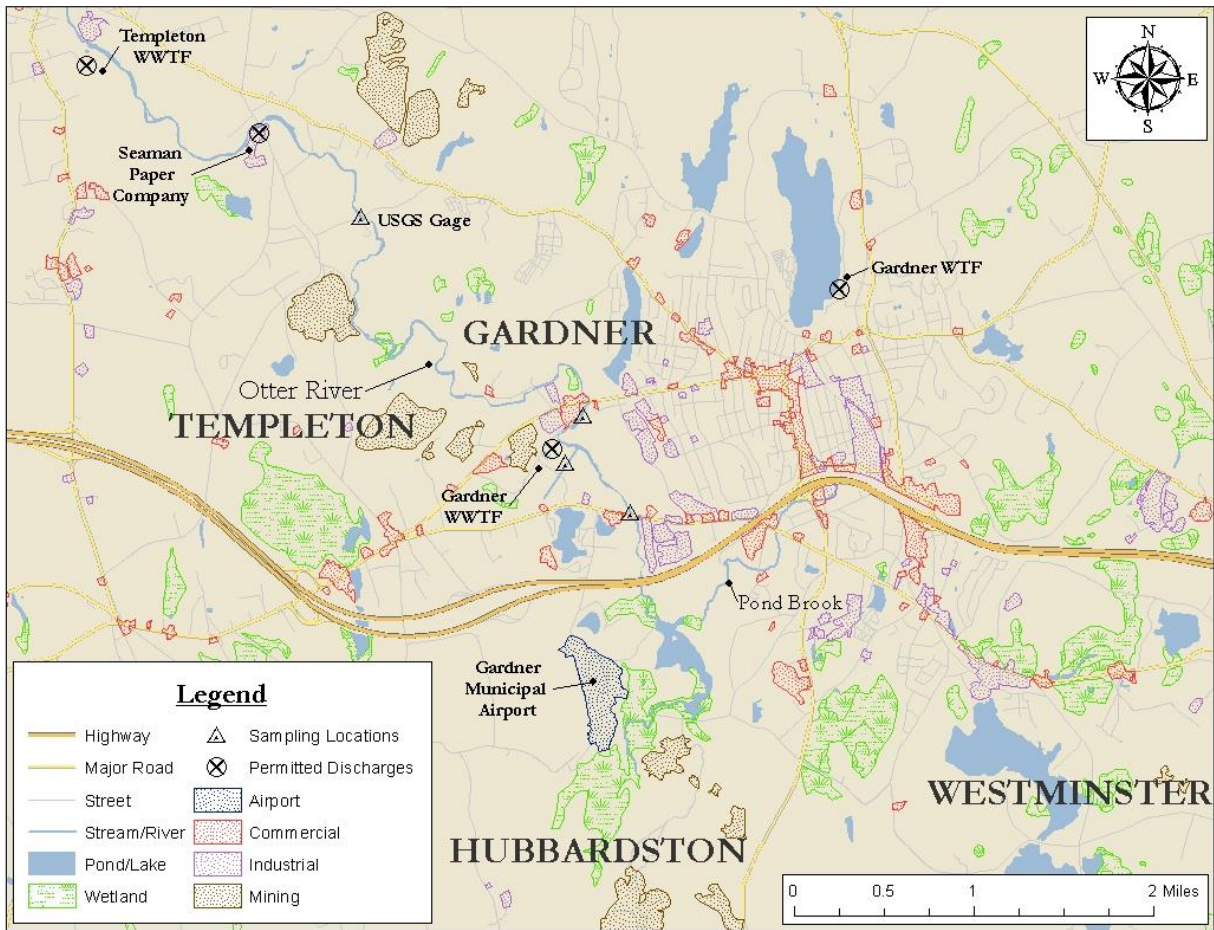 Templeton
WWTF
N
W
E
S
Seaman
Paper
Company
USGS Gage
Gardner WTF
GARDNER
Otter River
TEMPLETON
Gardner
WWTF
Pond Brook
Gardner
Municipal
Airport
WESTMINSTER
HUBBARDSTON
Legend
Highway
Major Road
Street
Stream/River
Pond/Lake
Wetland
Sampling Locations
Permitted Discharges
Airport
Commercial
Industrial
Mining
0 0.5 1 2 Miles